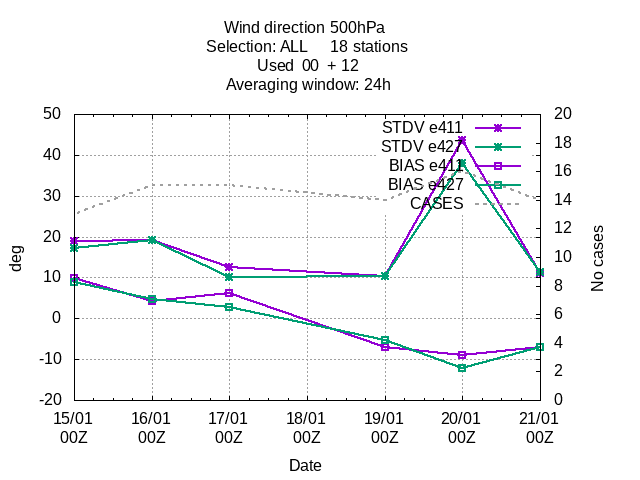 Wind direction 500hPa
Selection: ALL 18 stations
Used 00 + 12
Averaging window: 24h
50
40
30
20
10
0
-10
-20
deg
20
18
16
14
12
10
8
6
4
2
0
No cases
STDV e411
STDV e427
BIAS e411
BIAS e427
CASES
15/01 16/01 17/01 18/01 19/01 20/01 21/01
00Z 00Z 00Z 00Z 00Z 00Z 00Z
Date